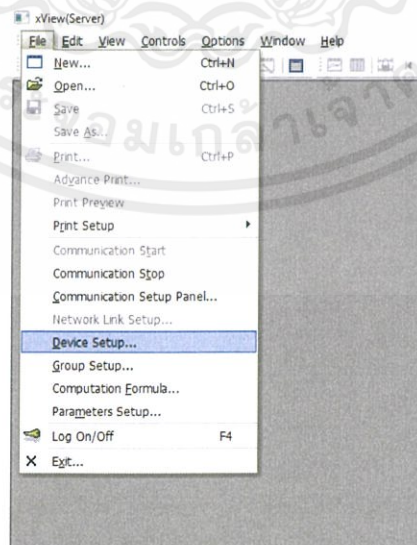 xView(Server)
File Edit View Controls Options Window Help
New... Ctrl+N
Open... Ctrl+O
Save Ctrl+S
Save As...
Print... Ctrl+P
Advance Print...
Print Preview
Print Setup
Communication Start
Communication Stop
Communication Setup Panel...
Network Link Setup...
Device Setup...
Group Setup...
Computation Formula...
Parameters Setup...
Log On/Off F4
Exit...